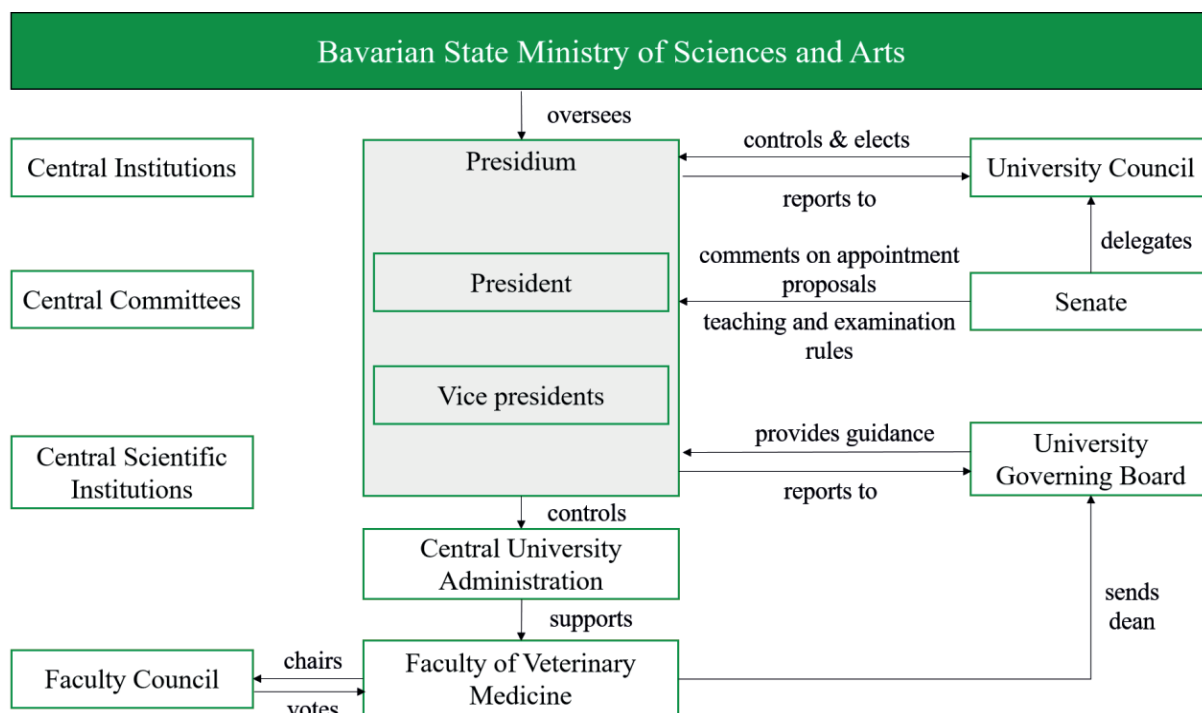 Bavarian State Ministry of Sciences and Arts
oversees
Central Institutions
Presidium
controls & elects
reports to
University Council
delegates
Central Committees
President
comments on appointment
proposals
teaching and examination
rules
Senate
Vice presidents
Central Scientific
Institutions
provides guidance
reports to
University
Governing Board
controls
Central University
Administration
sends
dean
supports
Faculty Council
chairs
votes
Faculty of Veterinary
Medicine